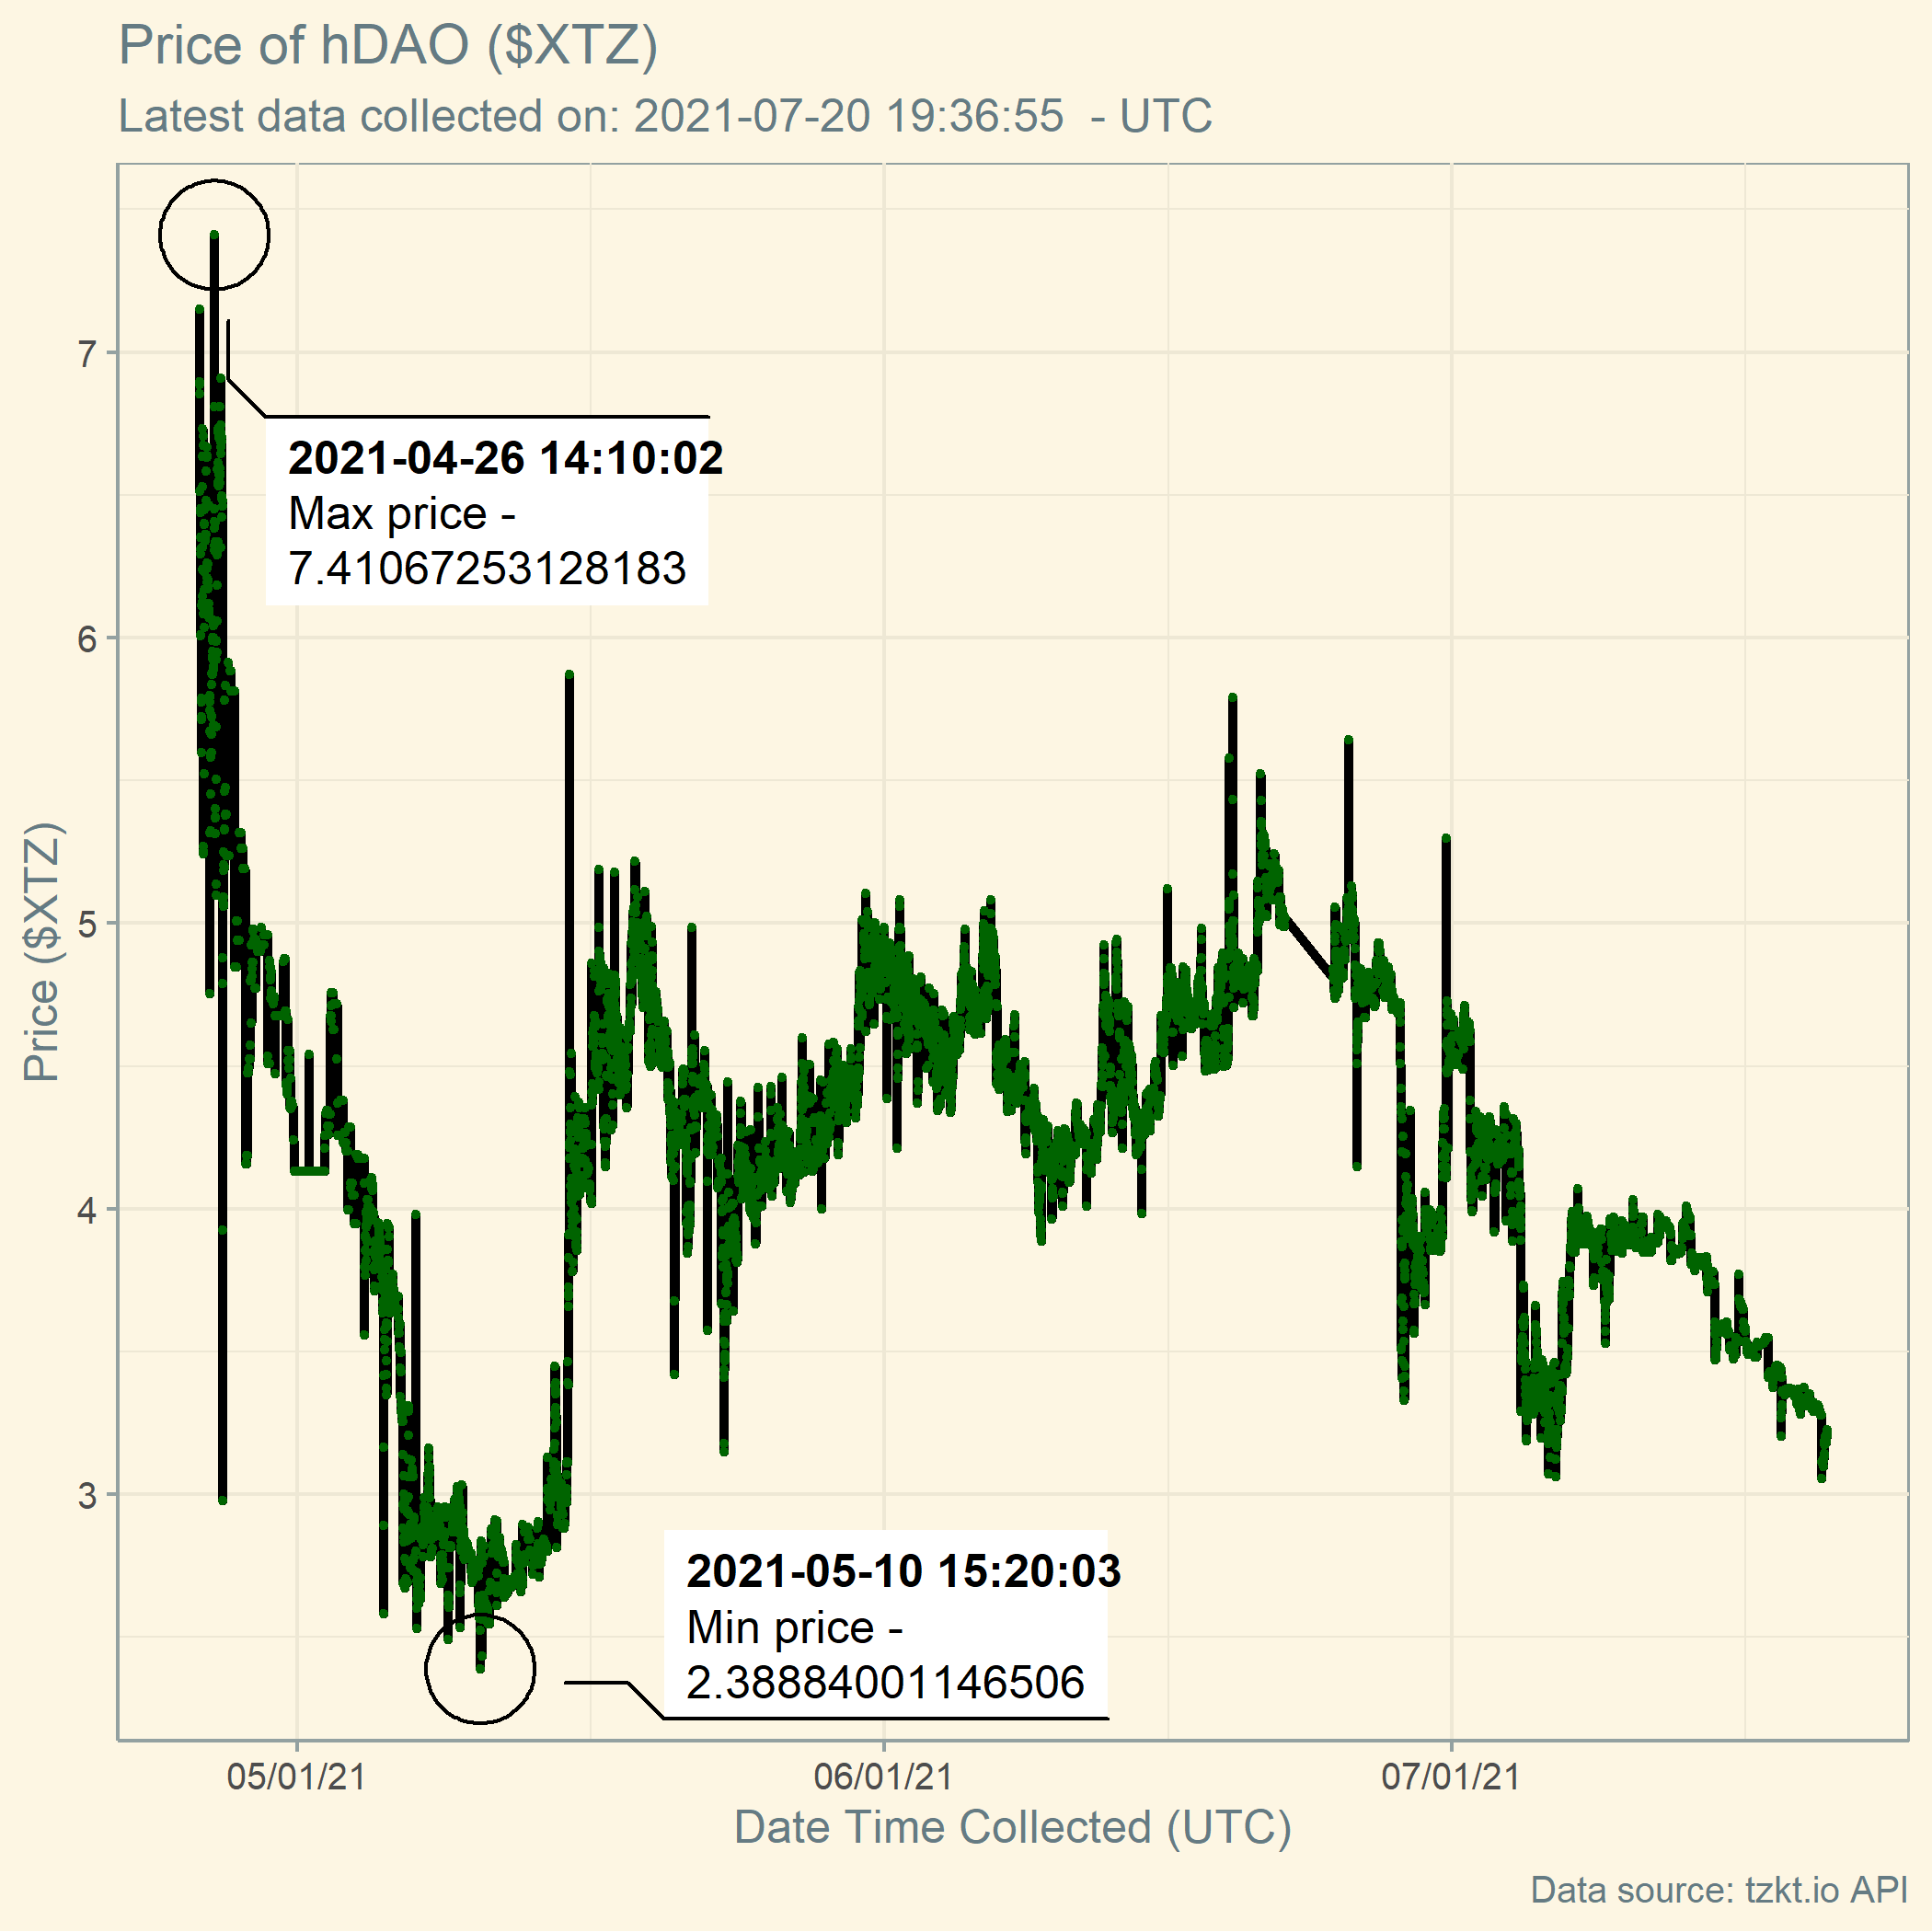 Price of hDAO ($XTZ)
Latest data collected on: 2021-07-20 19:36:55  - UTC
7
2021-04-26 14:10:02
Max price -
7.41067253128183
6
5
Price ($XTZ)
4
3
2021-05-10 15:20:03
Min price -
2.38884001146506
05/01/21
06/01/21
07/01/21
Date Time Collected (UTC)
Data source: tzkt.io API